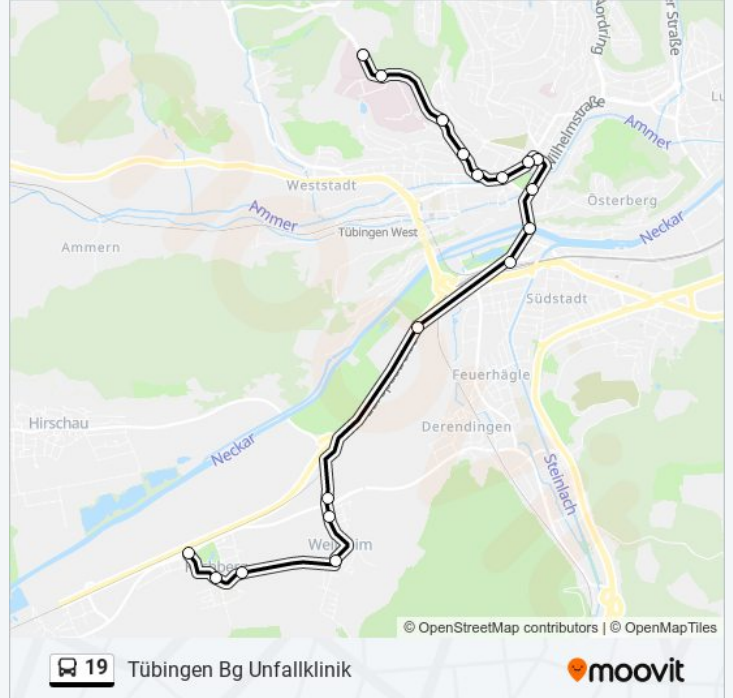 Nordring
er Straße
Lu
Wilhelmstraße
Ammer
Weststadt
Österberg
Ammer
Neckar
Tübingen West
Ammern
Südstadt
Feuerhägle
Hirschau
Derendingen
Neckar
Steinlach
© OpenStreetMap contributors | © OpenMapTiles
19
Tübingen Bg Unfallklinik
moovit